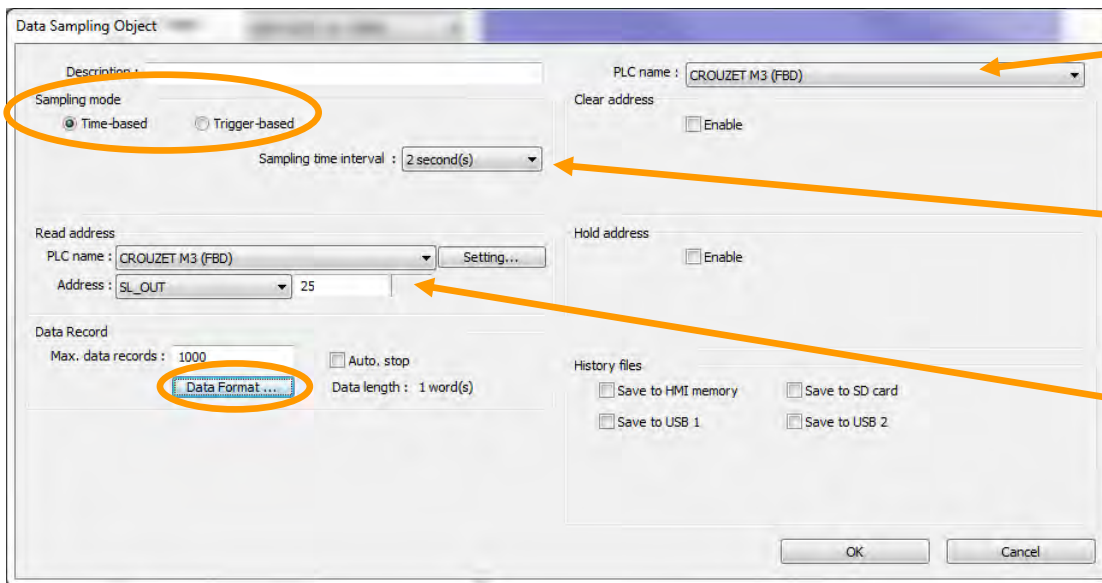 Data Sampling Object
Description :
PLC name : CROUZET M3 (FBD)
Sampling mode
Time-based Trigger-based
Sampling time interval : 2 second(s)
Clear address
Enable
Read address
PLC name : CROUZET M3 (FBD) Setting...
Address : SL_OUT 25
Hold address
Enable
Data Record
Max. data records : 1000 Auto. stop
Data Format ... Data length : 1 word(s)
History files
Save to HMI memory Save to SD card
Save to USB 1 Save to USB 2
OK Cancel